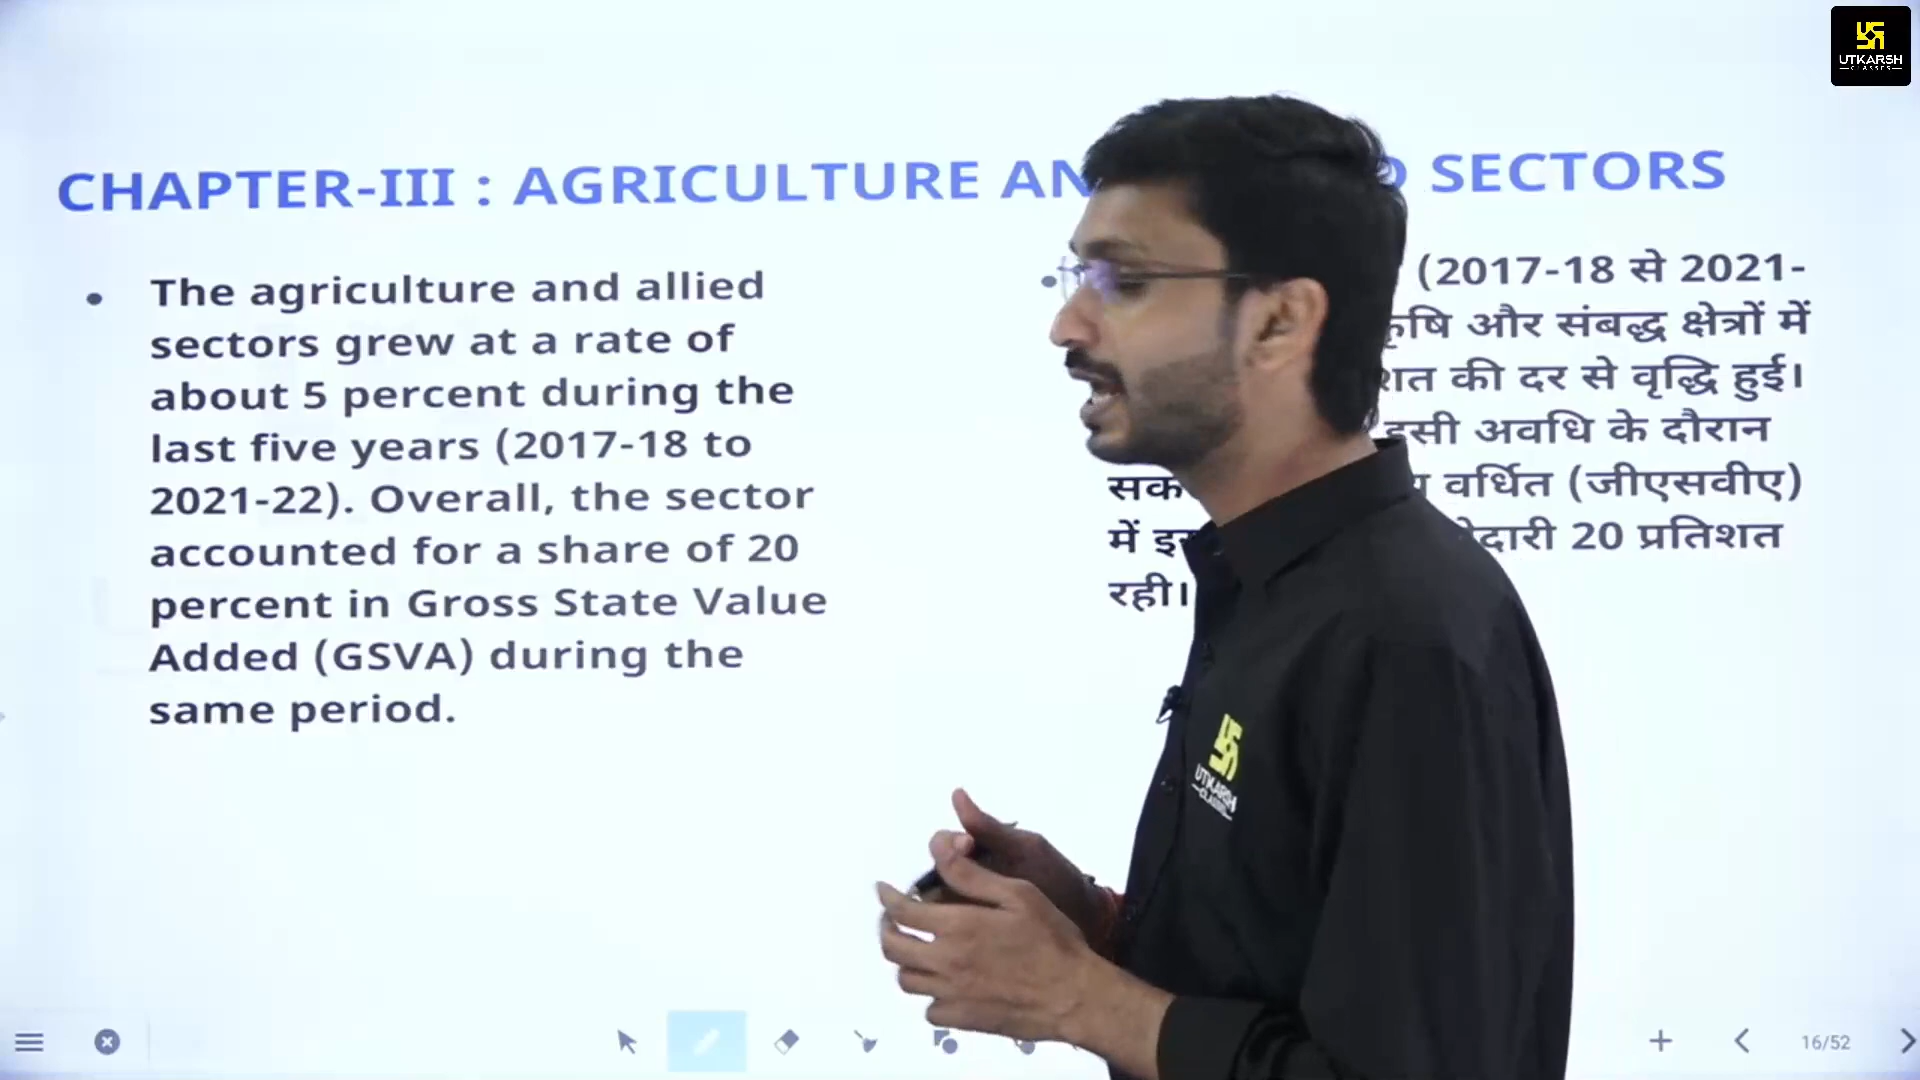 UTKARSH
CLASSES
CHAPTER-III : AGRICULTURE AN SECTORS
The agriculture and allied
sectors grew at a rate of
about 5 percent during the
last five years (2017-18 to
2021-22). Overall, the sector
accounted for a share of 20
percent in Gross State Value
Added (GSVA) during the
same period.
(2017-18 से 2021-
कृषि और संबद्ध क्षेत्रों में
की दर से वृद्धि हुई।
इसी अवधि के दौरान
वर्धित (जीएसवीए)
में 20 प्रतिशत
रही।
UTKARSH
CLASSES
16/52